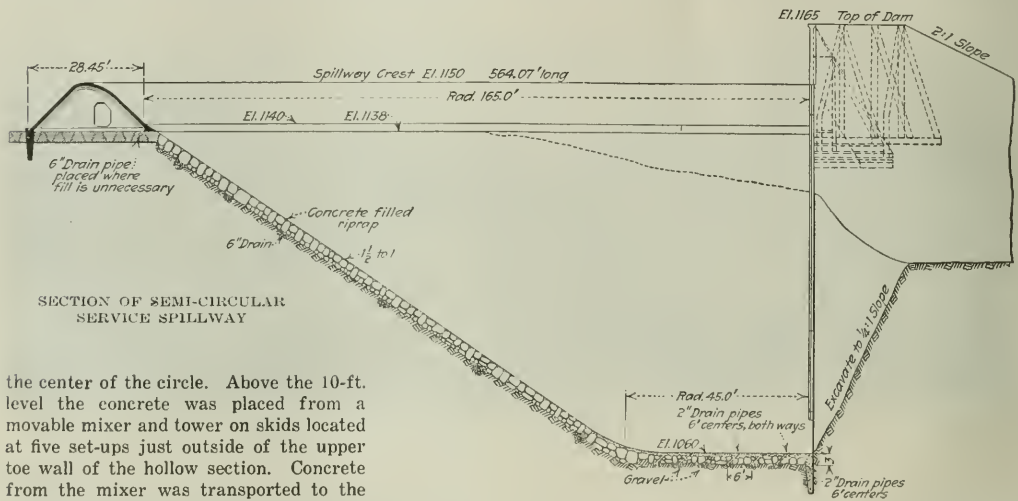 El. 1165 Top of Dam
2:1 Slope
28.45'
Spillway Crest El. 1150 564.07' long
Rad. 165.0'
El. 1140
El. 1138
6" Drain pipe
placed where
fill is unnecessary
Concrete filled
riprap
6" Drain
1½ to 1
SECTION OF SEMI-CIRCULAR
SERVICE SPILLWAY
Excavate to ¼:1 Slope
the center of the circle. Above the 10-ft.
level the concrete was placed from a
movable mixer and tower on skids located
at five set-ups just outside of the upper
toe wall of the hollow section. Concrete
from the mixer was transported to the
Rad. 45.0'
2" Drain pipes
6' centers, both ways
El. 1060
Gravel
6'
2" Drain pipes
6' centers